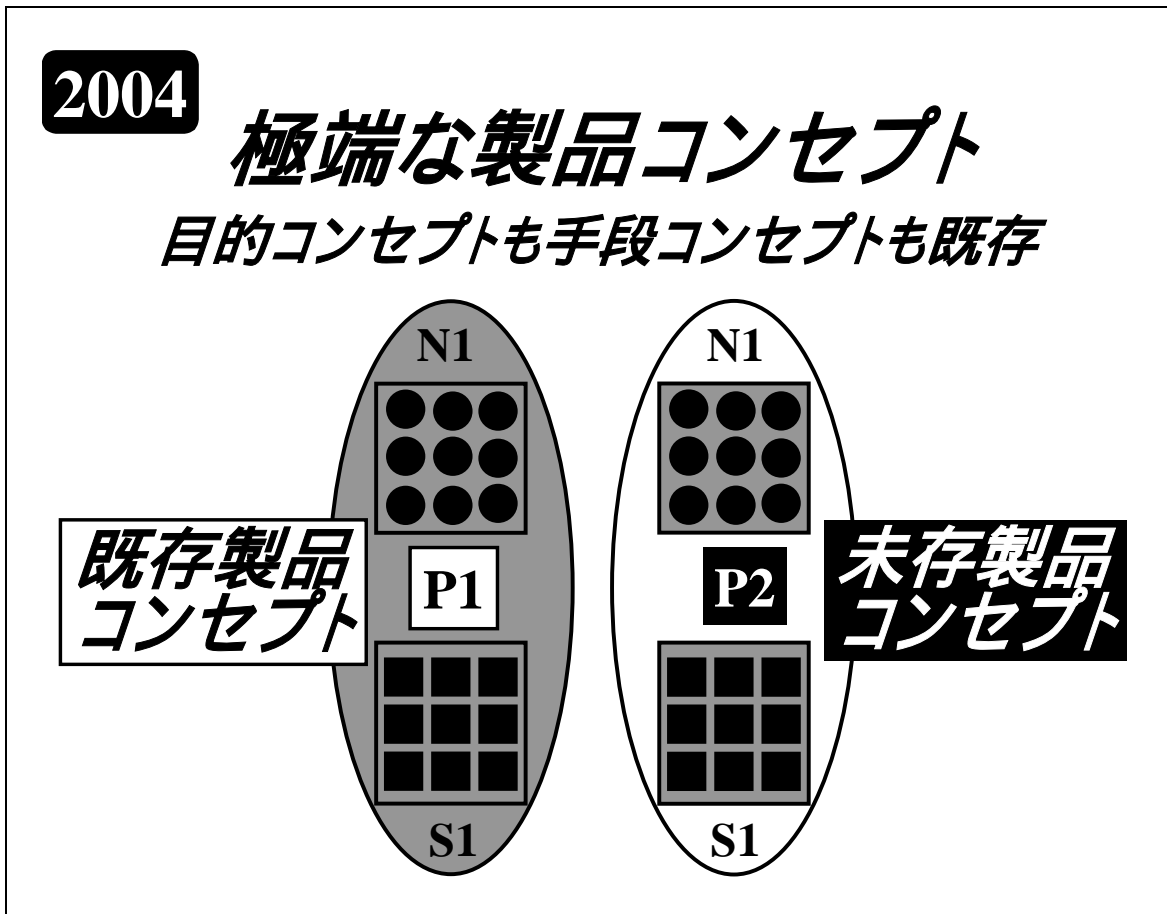 2004
極端な製品コンセプト
目的コンセプトも手段コンセプトも既存
N1
N1
既存製品
コンセプト
P1
P2
未存製品
コンセプト
S1
S1